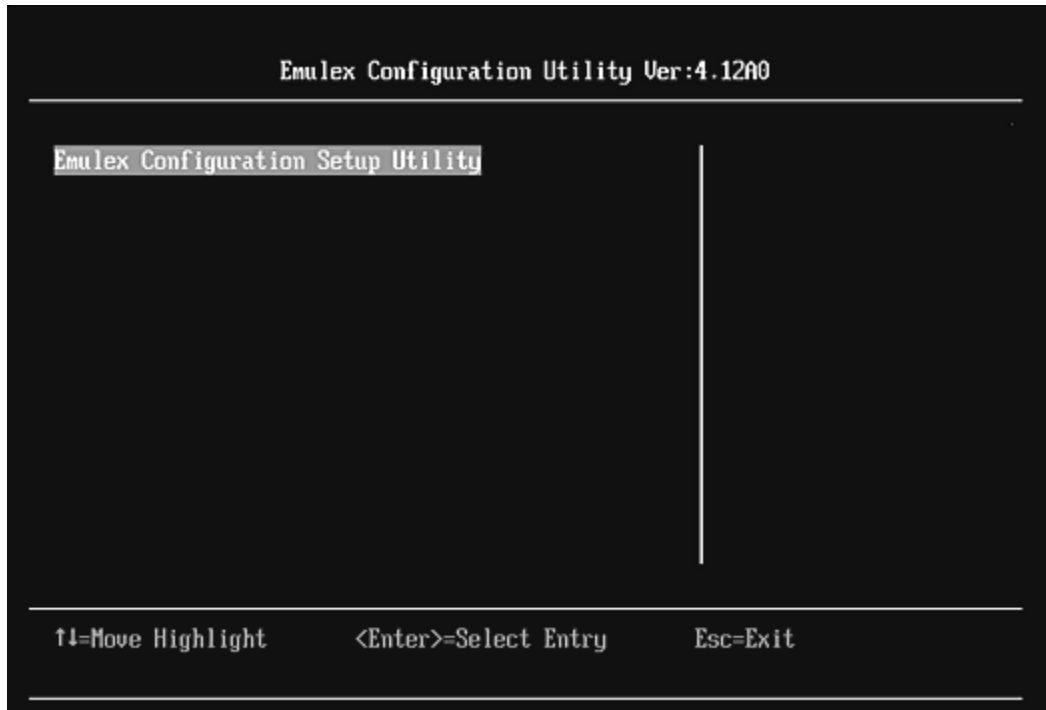 Emulex Configuration Utility Ver:4.12A0
Emulex Configuration Setup Utility
↑↓=Move Highlight <Enter>=Select Entry Esc=Exit